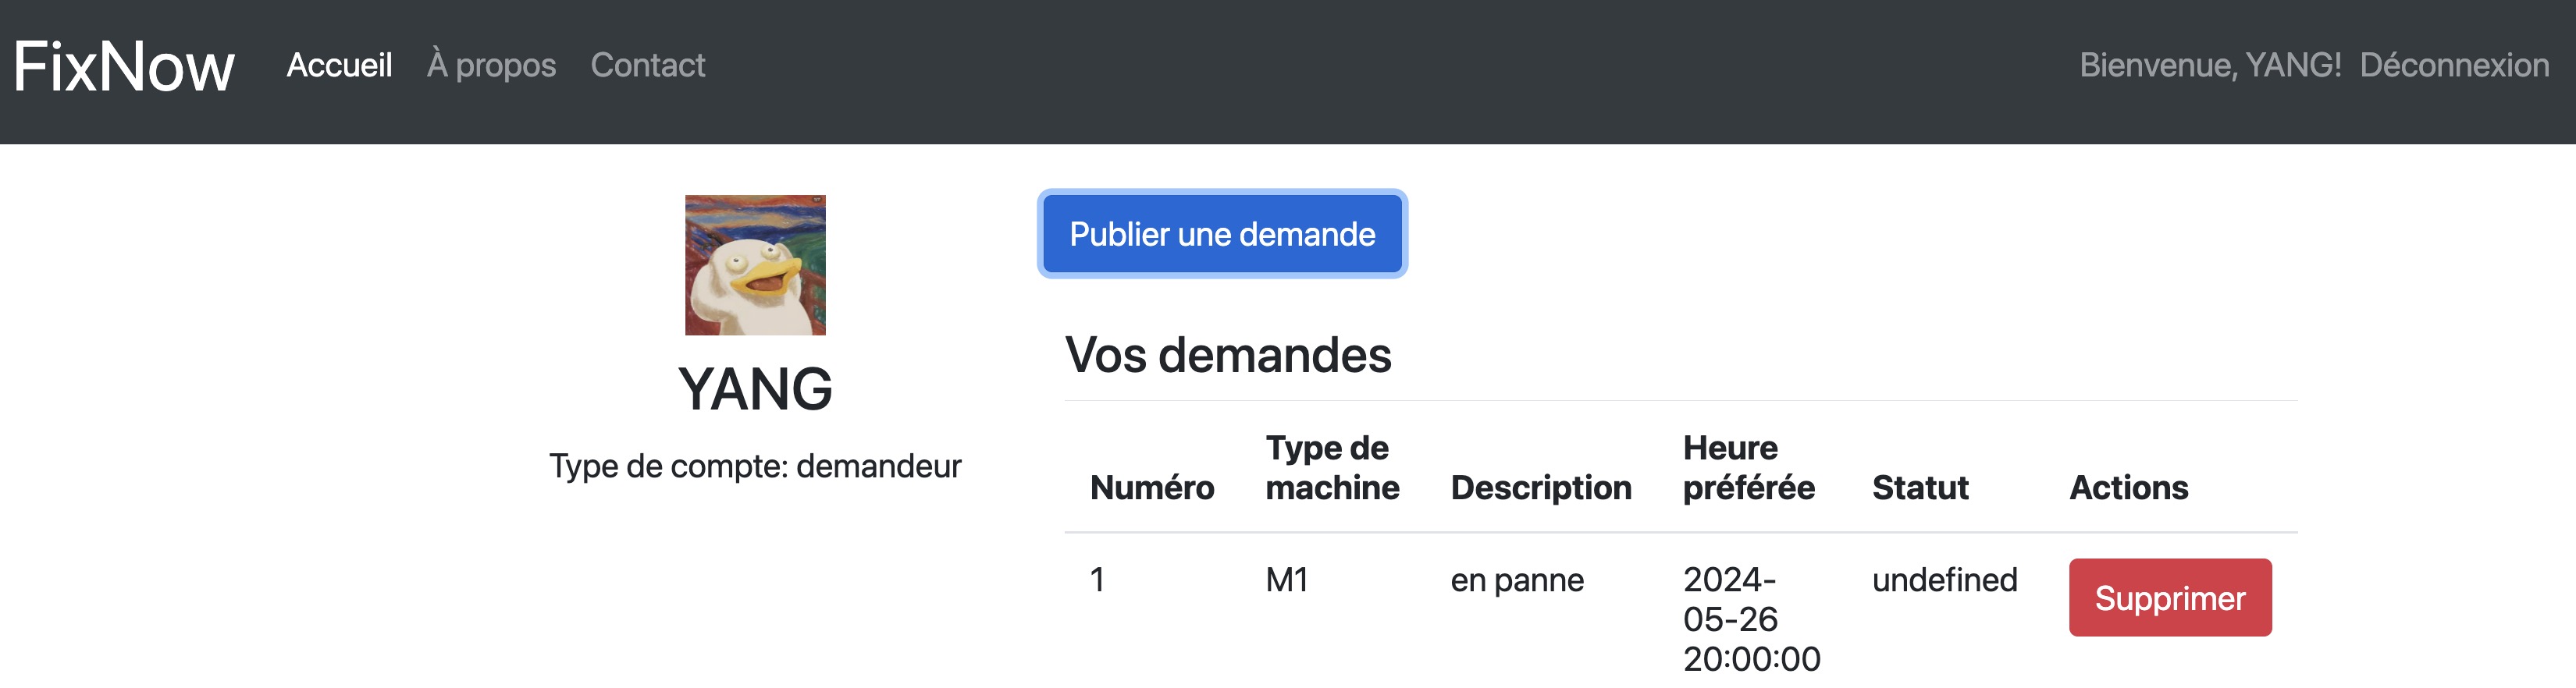 FixNow Accueil À propos Contact Bienvenue, YANG! Déconnexion
YANG
Type de compte: demandeur
Publier une demande
Vos demandes
Numéro Type de machine Description Heure préférée Statut Actions
1 M1 en panne 2024-05-26 20:00:00 undefined Supprimer